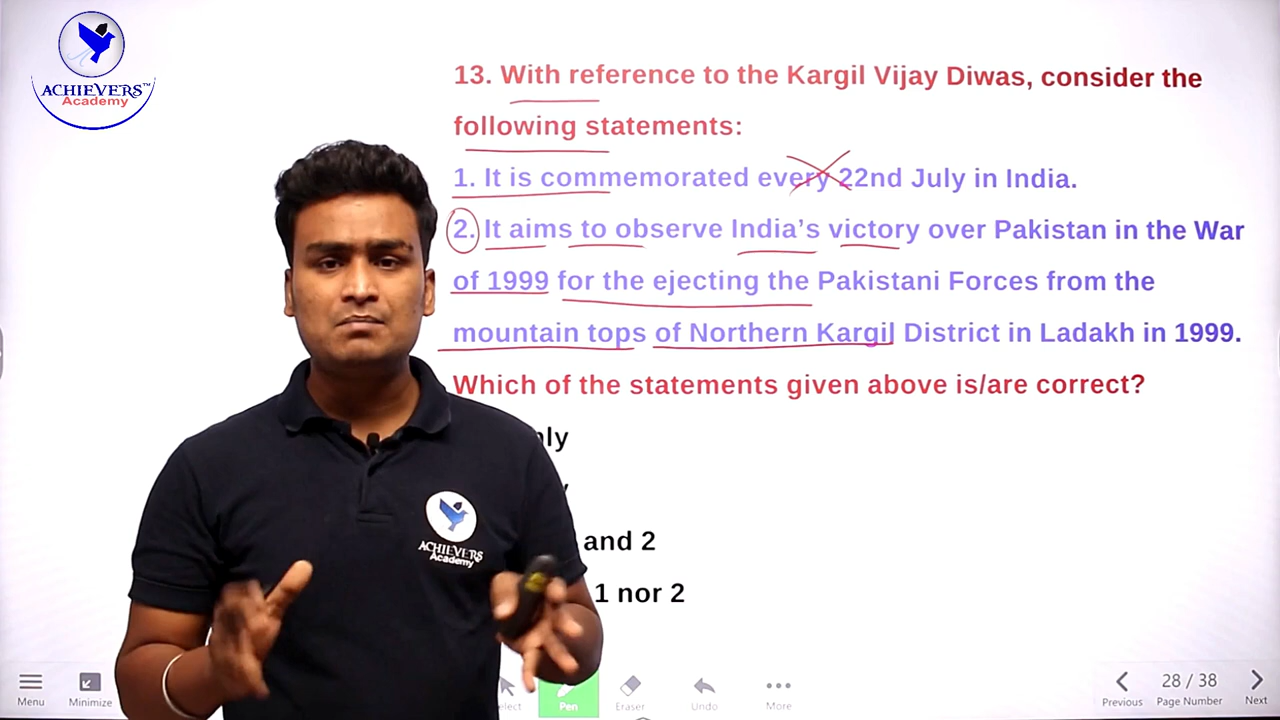 ACHIEVERS™
Academy
13. With reference to the Kargil Vijay Diwas, consider the
following statements:
1. It is commemorated every 22nd July in India.
2. It aims to observe India’s victory over Pakistan in the War
of 1999 for the ejecting the Pakistani Forces from the
mountain tops of Northern Kargil District in Ladakh in 1999.
Which of the statements given above is/are correct?
and 2
1 nor 2
ACHIEVERS
Academy
Menu
Minimize
Pen
Eraser
Undo
More
Previous
28 / 38
Page Number
Next